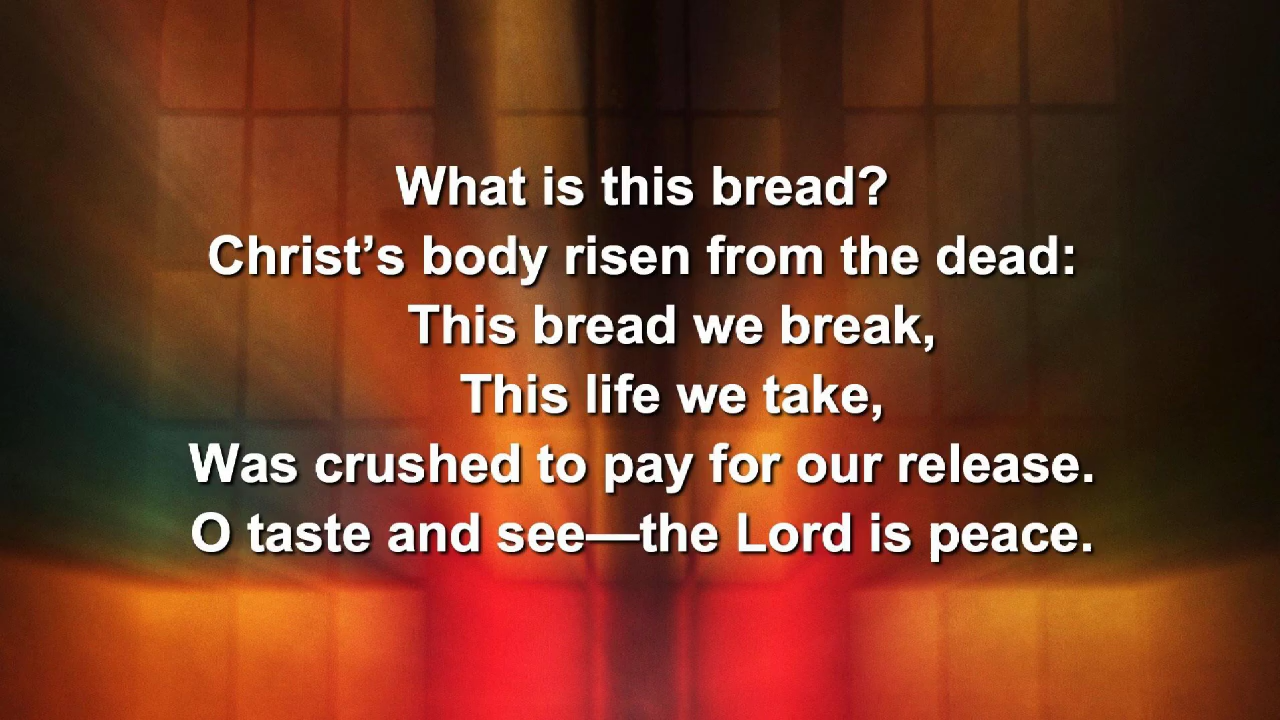 What is this bread?
Christ’s body risen from the dead:
This bread we break,
This life we take,
Was crushed to pay for our release.
O taste and see—the Lord is peace.